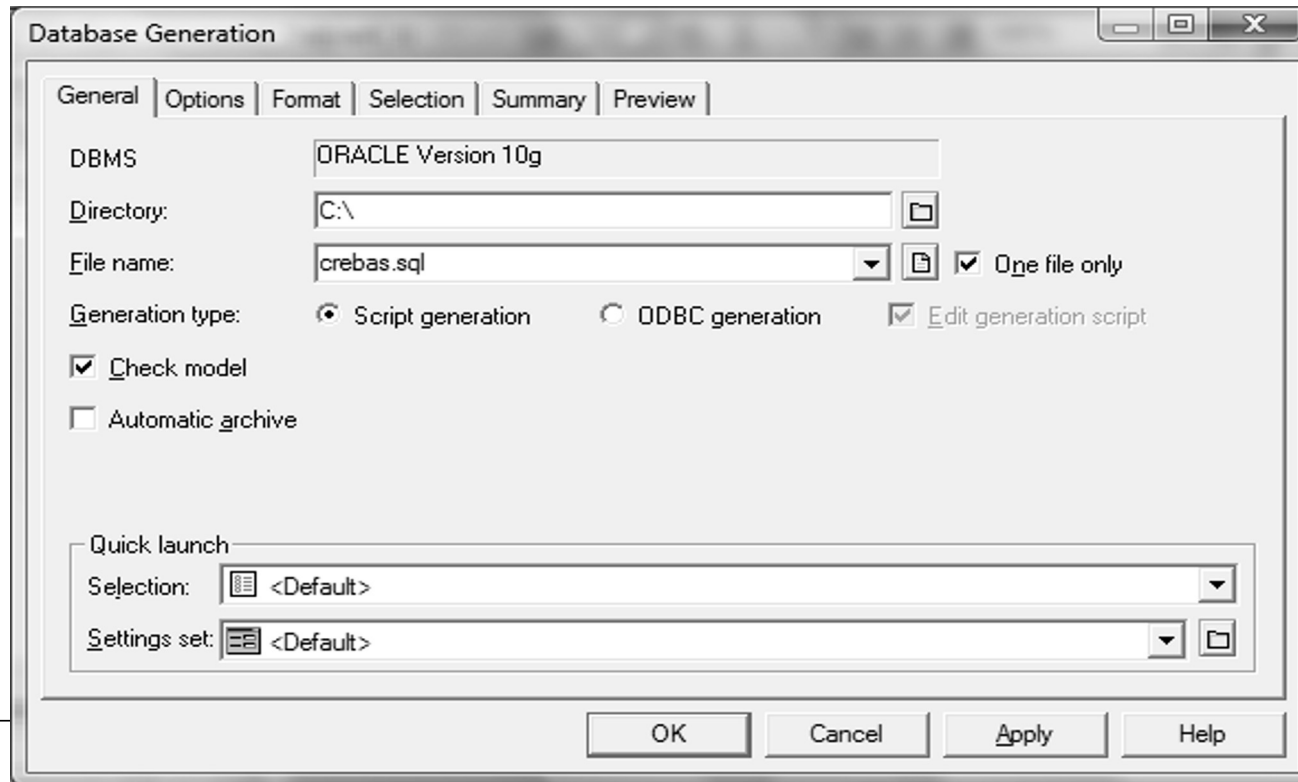 Database Generation
General Options Format Selection Summary Preview
DBMS ORACLE Version 10g
Directory: C:\
File name: crebas.sql One file only
Generation type: Script generation ODBC generation Edit generation script
Check model
Automatic archive
Quick launch
Selection: <Default>
Settings set: <Default>
OK Cancel Apply Help